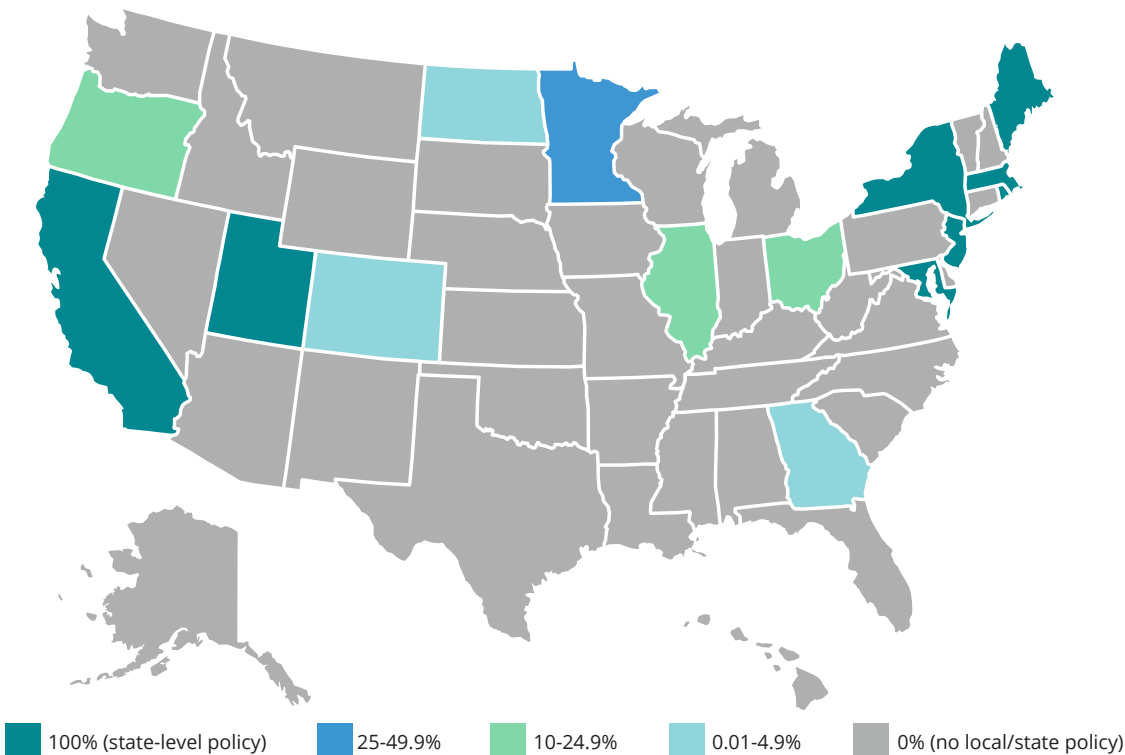 100% (state-level policy) 25-49.9% 10-24.9% 0.01-4.9% 0% (no local/state policy)